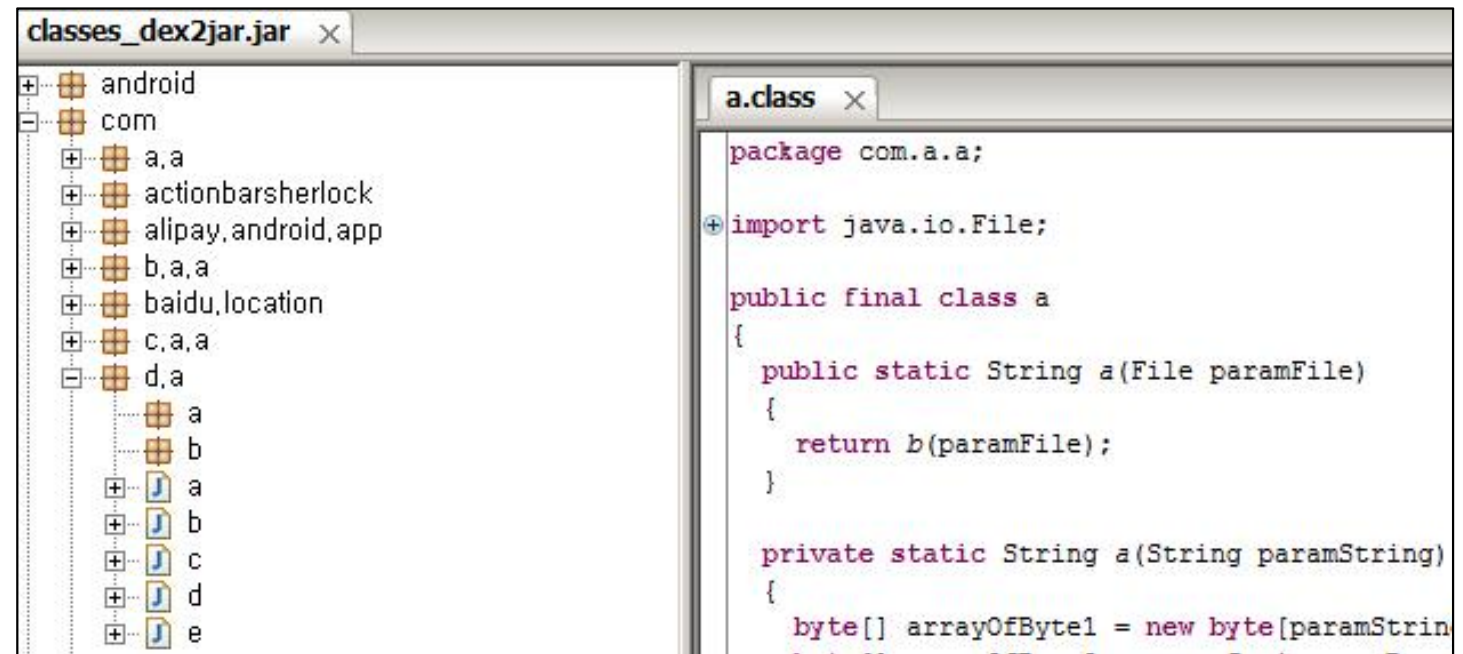 classes_dex2jar.jar
android
com
a,a
actionbarsherlock
alipay,android,app
b,a,a
baidu,location
c,a,a
d,a
a
b
a
b
c
d
e
a.class
package com.a.a;
import java.io.File;
public final class a
{
public static String a(File paramFile)
{
return b(paramFile);
}
private static String a(String paramString)
{
byte[] arrayOfByte1 = new byte[paramStrin